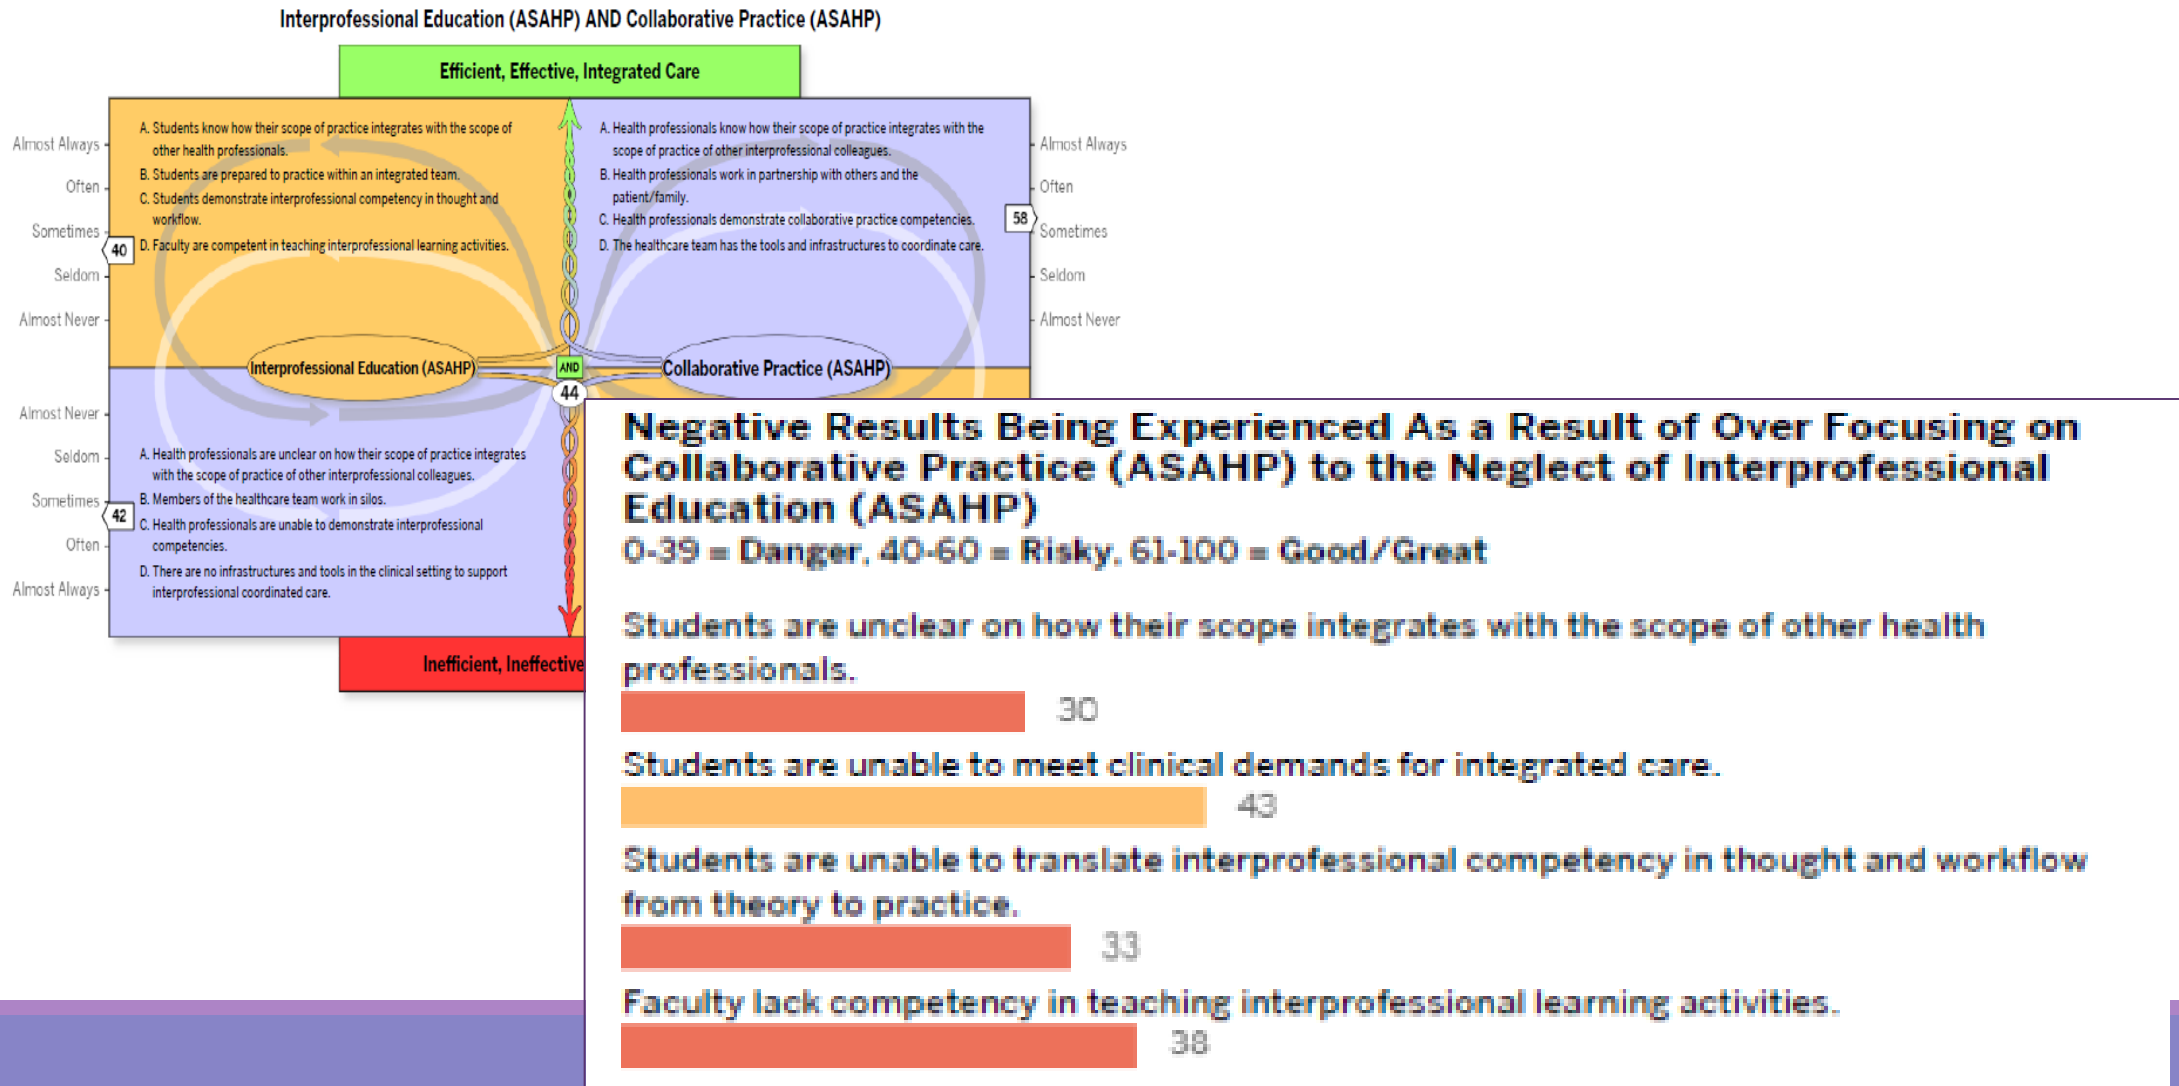 Interprofessional Education (ASAHP) AND Collaborative Practice (ASAHP)
Efficient, Effective, Integrated Care
Almost Always
Often
Sometimes
Seldom
Almost Never
40
A. Students know how their scope of practice integrates with the scope of
other health professionals.
B. Students are prepared to practice within an integrated team.
C. Students demonstrate interprofessional competency in thought and
workflow.
D. Faculty are competent in teaching interprofessional learning activities.
A. Health professionals know how their scope of practice integrates with the
scope of practice of other interprofessional colleagues.
B. Health professionals work in partnership with others and the
patient/family.
C. Health professionals demonstrate collaborative practice competencies.
D. The healthcare team has the tools and infrastructures to coordinate care.
58
Almost Always
Often
Sometimes
Seldom
Almost Never
Interprofessional Education (ASAHP)
AND
44
Collaborative Practice (ASAHP)
Almost Never
Seldom
Sometimes
Often
Almost Always
42
A. Health professionals are unclear on how their scope of practice integrates
with the scope of practice of other interprofessional colleagues.
B. Members of the healthcare team work in silos.
C. Health professionals are unable to demonstrate interprofessional
competencies.
D. There are no infrastructures and tools in the clinical setting to support
interprofessional coordinated care.
Inefficient, Ineffective
Negative Results Being Experienced As a Result of Over Focusing on
Collaborative Practice (ASAHP) to the Neglect of Interprofessional
Education (ASAHP)
0-39 = Danger, 40-60 = Risky, 61-100 = Good/Great
Students are unclear on how their scope integrates with the scope of other health
professionals.
30
Students are unable to meet clinical demands for integrated care.
43
Students are unable to translate interprofessional competency in thought and workflow
from theory to practice.
33
Faculty lack competency in teaching interprofessional learning activities.
38